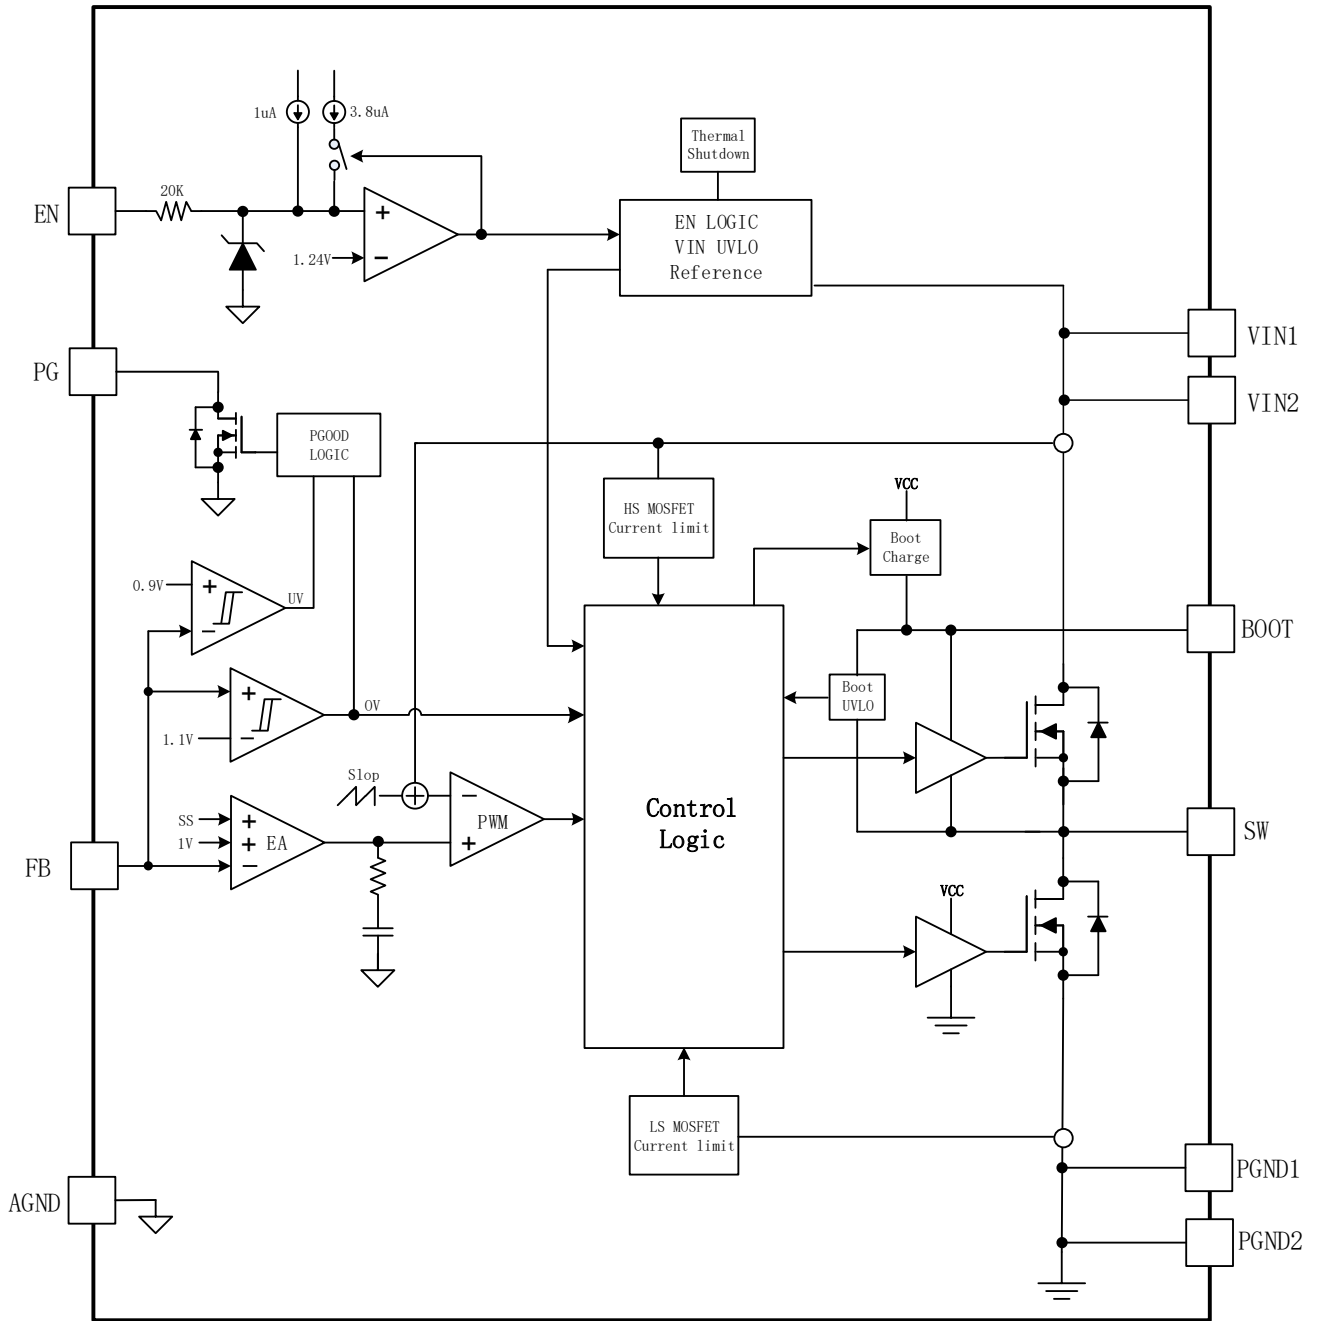 1uA
3.8uA
Thermal
Shutdown
20K
EN
+
EN LOGIC
VIN UVLO
Reference
1.24V
−
VIN1
PG
VIN2
PGOOD
LOGIC
VCC
HS MOSFET
Current limit
Boot
Charge
0.9V
+
UV
−
BOOT
+
Boot
UVLO
OV
1.1V
−
Slop
−
Control
Logic
SS
+
PWM
SW
1V
+
EA
+
FB
−
VCC
LS MOSFET
Current limit
PGND1
AGND
PGND2